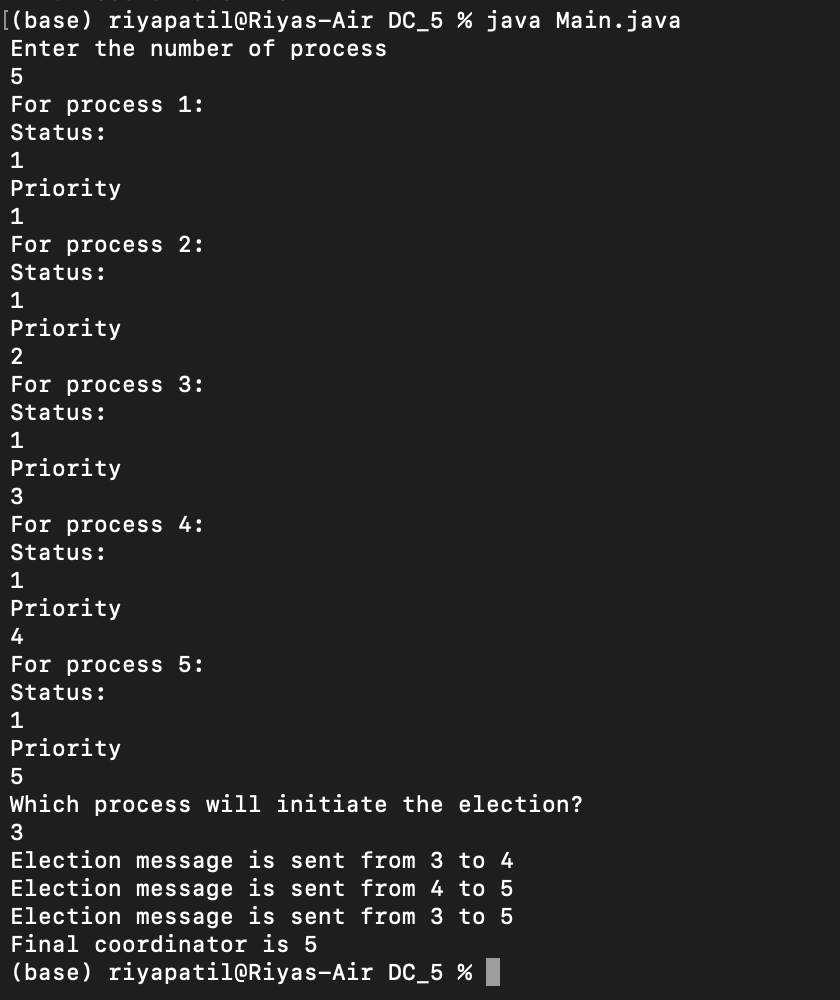 [(base) riyapatil@Riyas-Air DC_5 % java Main.java
Enter the number of process
5
For process 1:
Status:
1
Priority
1
For process 2:
Status:
1
Priority
2
For process 3:
Status:
1
Priority
3
For process 4:
Status:
1
Priority
4
For process 5:
Status:
1
Priority
5
Which process will initiate the election?
3
Election message is sent from 3 to 4
Election message is sent from 4 to 5
Election message is sent from 3 to 5
Final coordinator is 5
(base) riyapatil@Riyas-Air DC_5 %